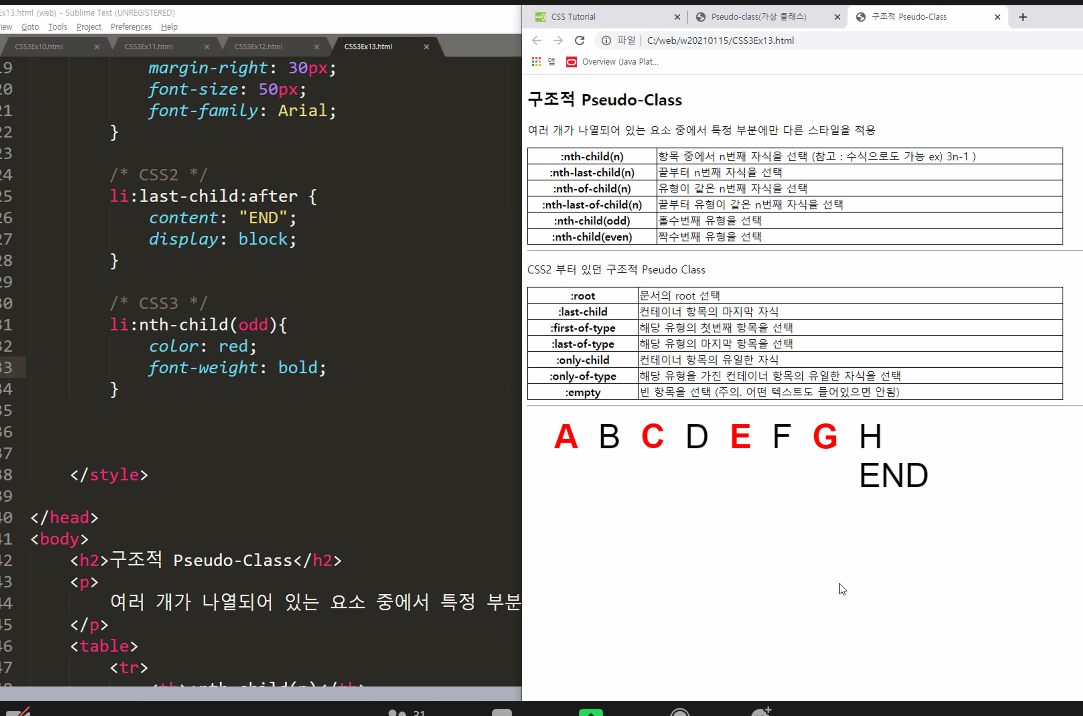 Ex13.html (web) - Sublime Text (UNREGISTERED)
iew Goto Tools Project Preferences Help
CSS3Ex10.html × CSS3Ex11.html × CSS3Ex12.html × CSS3Ex13.html ×
19 margin-right: 30px;
20 font-size: 50px;
21 font-family: Arial;
22 }
23
24 /* CSS2 */
25 li:last-child:after {
26 content: "END";
27 display: block;
28 }
29
30 /* CSS3 */
31 li:nth-child(odd){
32 color: red;
33 font-weight: bold;
34 }
35
36
37
38 </style>
39
40 </head>
41 <body>
42 <h2>구조적 Pseudo-Class</h2>
43 <p>
44 여러 개가 나열되어 있는 요소 중에서 특정 부분
45 </p>
46 <table>
47 <tr>
48 <th>:nth-child(n)</th>
CSS Tutorial × Pseudo-class(가상 클래스) × 구조적 Pseudo-Class × +
파일 | C:/web/w20210115/CSS3Ex13.html
앱 Overview (Java Plat...
구조적 Pseudo-Class
여러 개가 나열되어 있는 요소 중에서 특정 부분에만 다른 스타일을 적용
:nth-child(n) 항목 중에서 n번째 자식을 선택 (참고 : 수식으로도 가능 ex) 3n-1 )
:nth-last-child(n) 끝부터 n번째 자식을 선택
:nth-of-child(n) 유형이 같은 n번째 자식을 선택
:nth-last-of-child(n) 끝부터 유형이 같은 n번째 자식을 선택
:nth-child(odd) 홀수번째 유형을 선택
:nth-child(even) 짝수번째 유형을 선택
CSS2 부터 있던 구조적 Pseudo Class
:root 문서의 root 선택
:last-child 컨테이너 항목의 마지막 자식
:first-of-type 해당 유형의 첫번째 항목을 선택
:last-of-type 해당 유형의 마지막 항목을 선택
:only-child 컨테이너 항목의 유일한 자식
:only-of-type 해당 유형을 가진 컨테이너 항목의 유일한 자식을 선택
:empty 빈 항목을 선택 (주의. 어떤 텍스트도 들어있으면 안됨)
A B C D E F G H
END
31